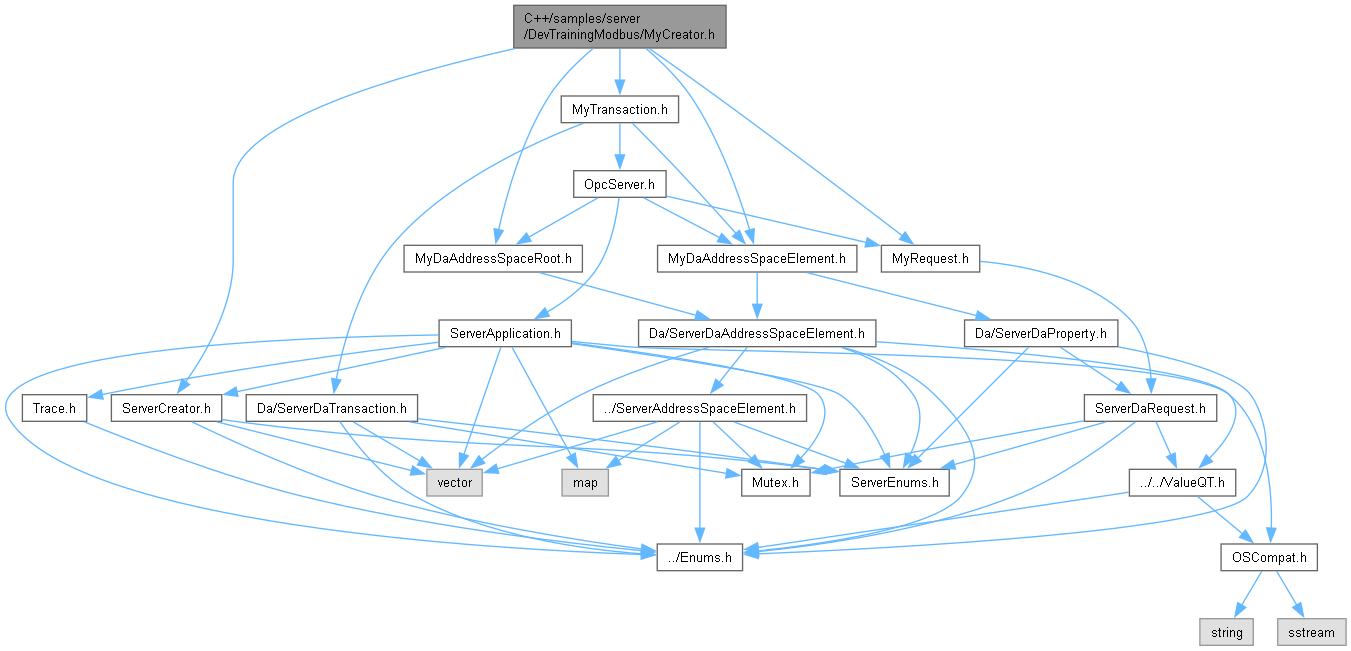 C++/samples/server
/DevTrainingModbus/MyCreator.h
MyTransaction.h
OpcServer.h
MyDaAddressSpaceRoot.h
MyDaAddressSpaceElement.h
MyRequest.h
ServerApplication.h
Da/ServerDaAddressSpaceElement.h
Da/ServerDaProperty.h
Trace.h
ServerCreator.h
Da/ServerDaTransaction.h
../ServerAddressSpaceElement.h
ServerDaRequest.h
vector
map
Mutex.h
ServerEnums.h
../../ValueQT.h
../Enums.h
OSCompat.h
string
sstream